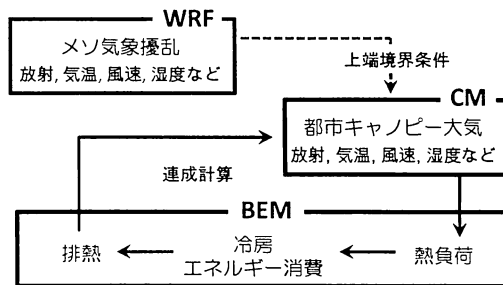 WRF
メソ気象擾乱
放射, 気温, 風速, 湿度など
上端境界条件
CM
都市キャノピー大気
放射, 気温, 風速, 湿度など
連成計算
BEM
排熱
冷房
エネルギー消費
熱負荷